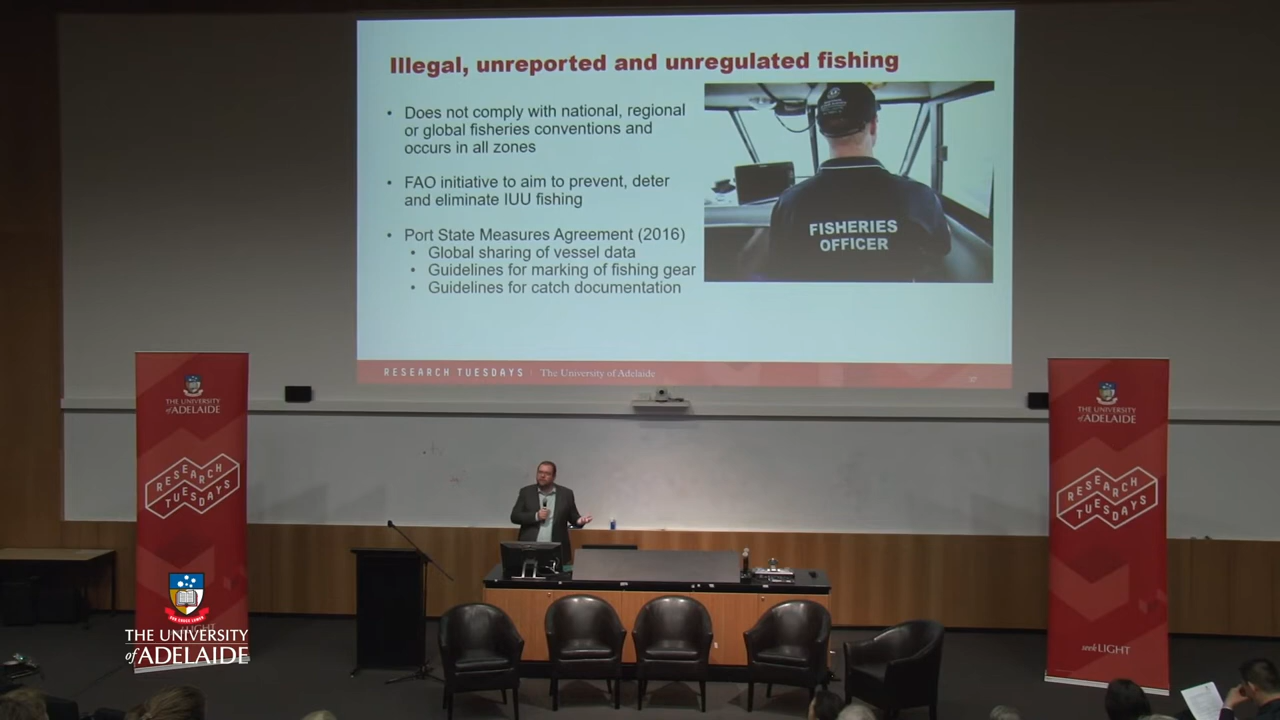 Illegal, unreported and unregulated fishing
• Does not comply with national, regional
or global fisheries conventions and
occurs in all zones
• FAO initiative to aim to prevent, deter
and eliminate IUU fishing
• Port State Measures Agreement (2016)
• Global sharing of vessel data
• Guidelines for marking of fishing gear
• Guidelines for catch documentation
FISHERIES
OFFICER
RESEARCH TUESDAYS | The University of Adelaide
THE UNIVERSITY
of ADELAIDE
RESEARCH
TUESDAYS
LIGHT
THE UNIVERSITY
of ADELAIDE
THE UNIVERSITY
of ADELAIDE
RESEARCH
TUESDAYS
seek LIGHT